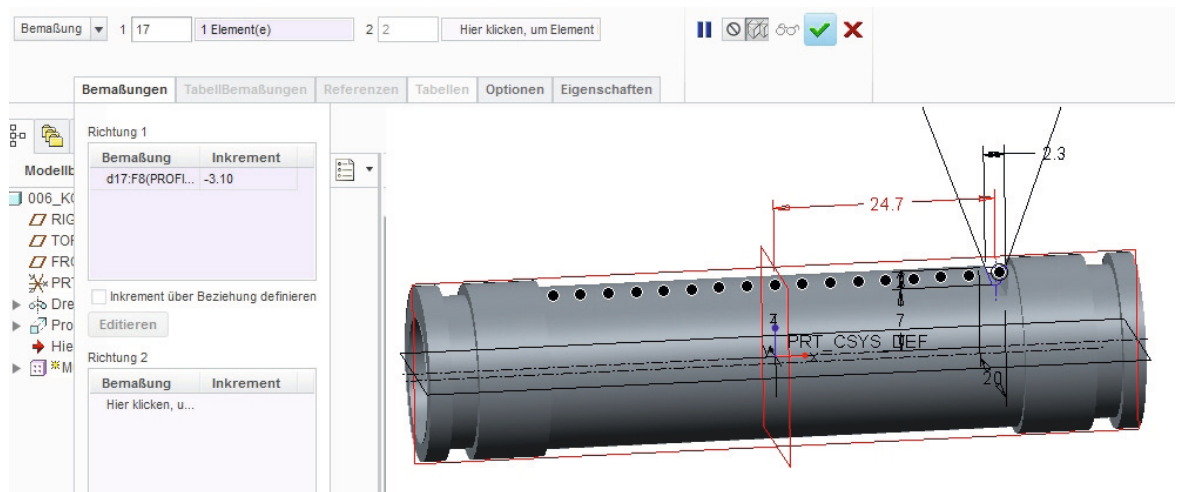 Bemaßung 1 17 1 Element(e) 2 2 Hier klicken, um Element
Bemaßungen TabellBemaßungen Referenzen Tabellen Optionen Eigenschaften
Richtung 1
Bemaßung Inkrement
d17:F8(PROFI... -3.10
Inkrement über Beziehung definieren
Editieren
Richtung 2
Bemaßung Inkrement
Hier klicken, u...
Modellb
006_K
RIG
TOP
FRO
PRT
Dre
Pro
Hie
M
2.3
24.7
4 7
PRT_CSYS_DEF
X
20